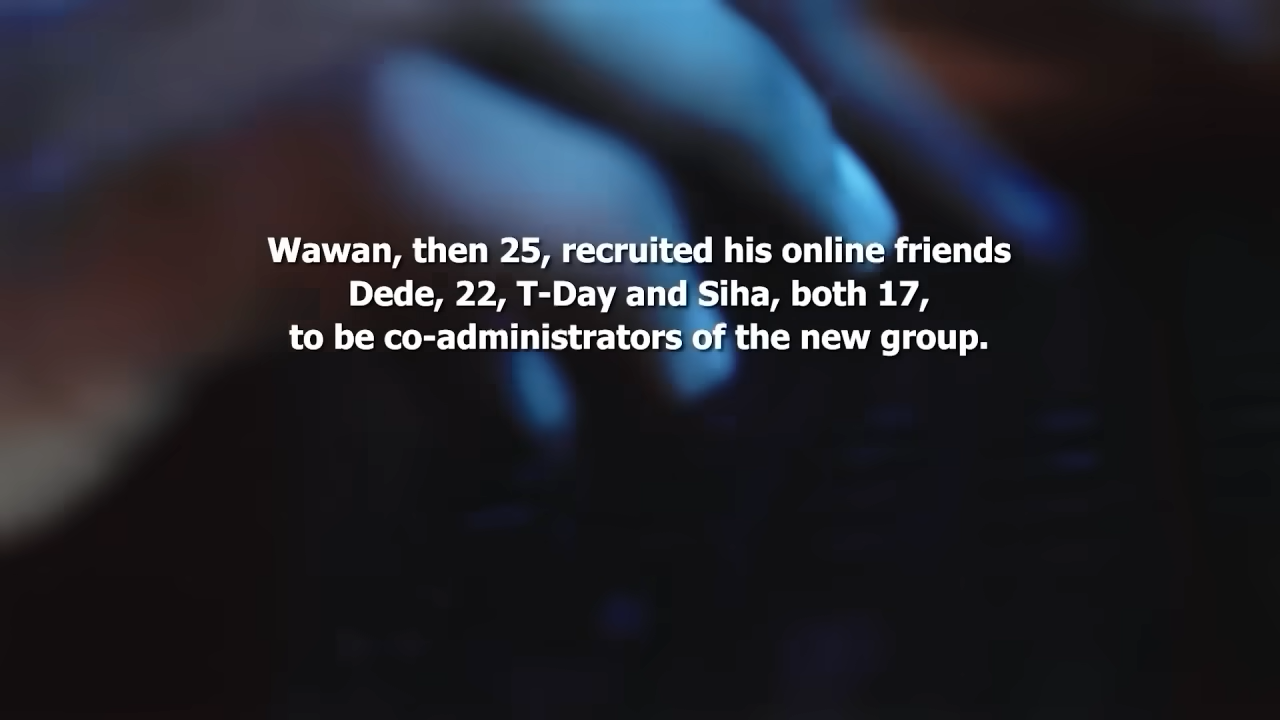 Wawan, then 25, recruited his online friends
Dede, 22, T-Day and Siha, both 17,
to be co-administrators of the new group.